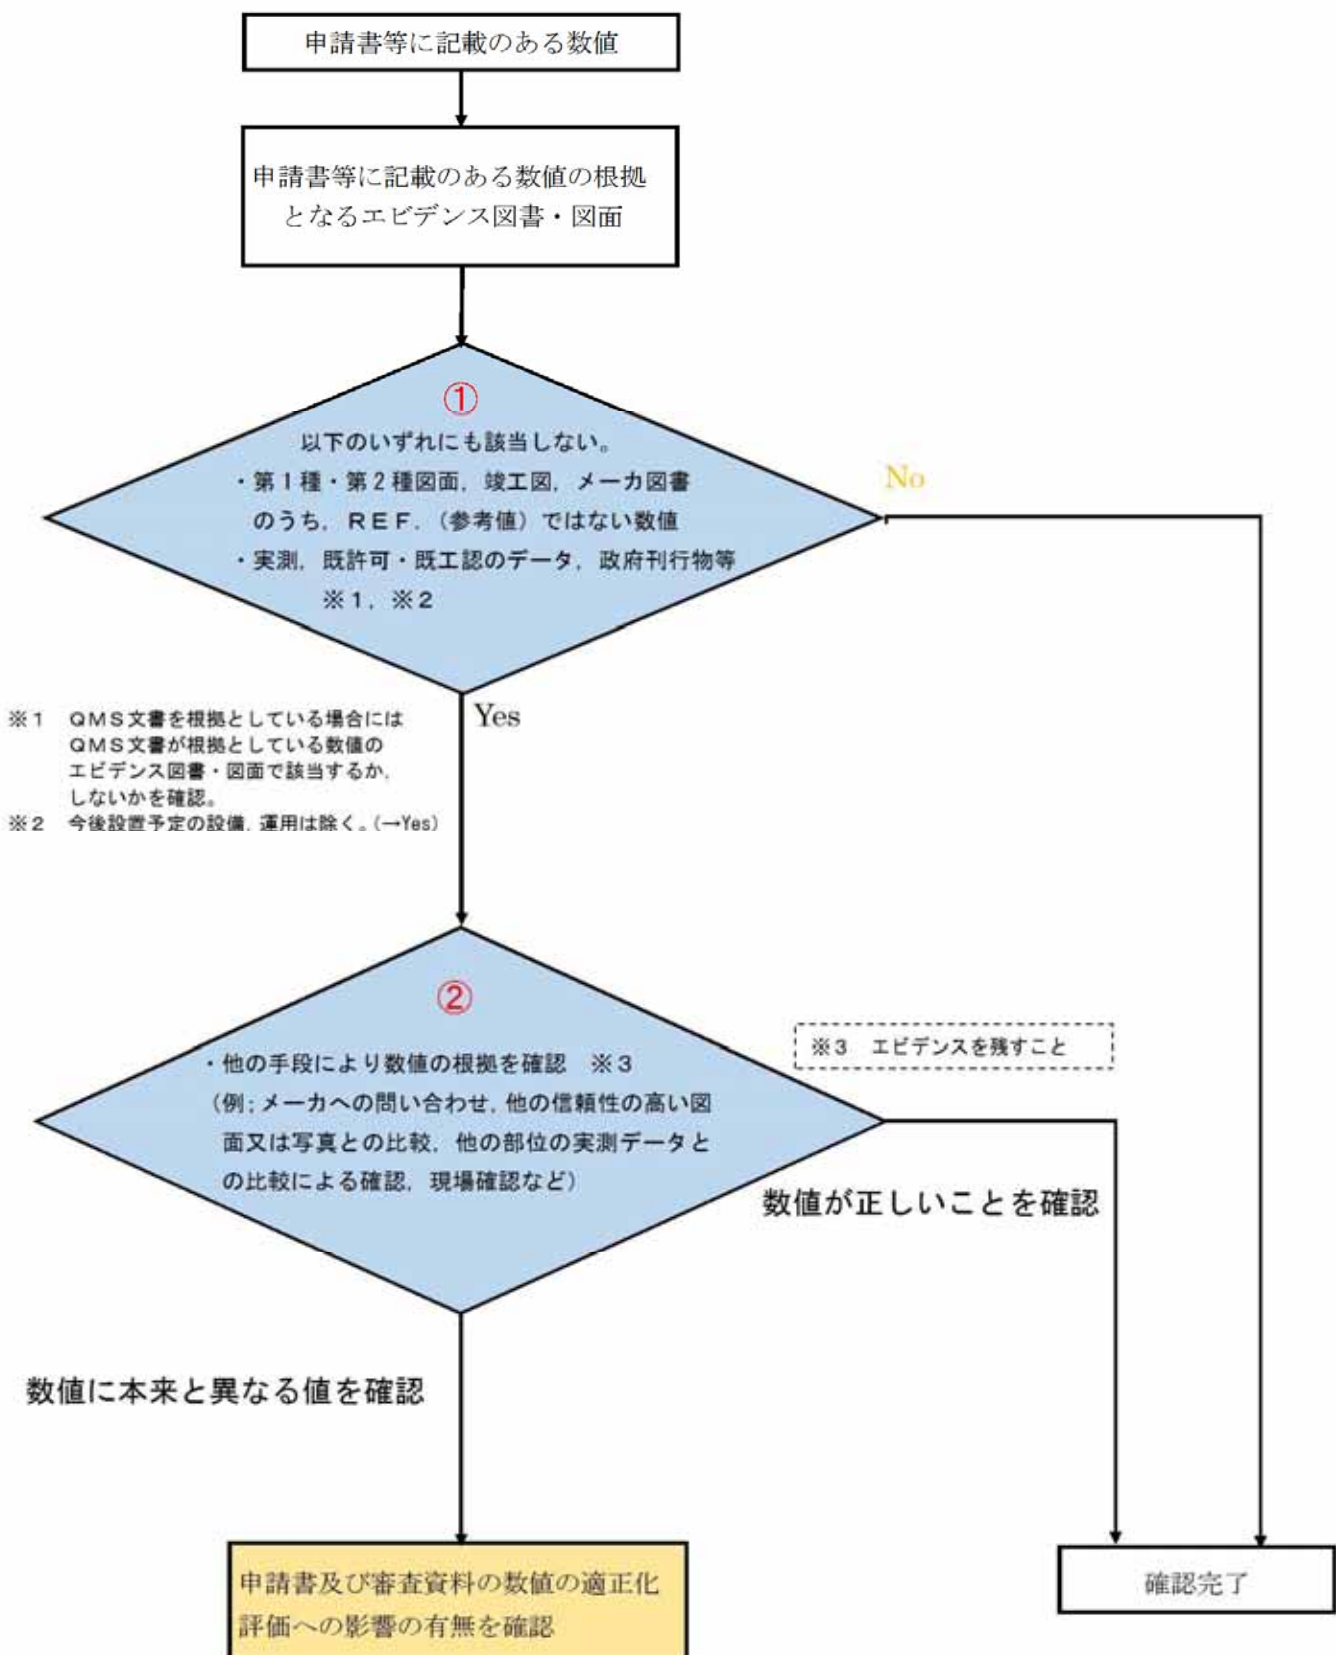 申請書等に記載のある数値
申請書等に記載のある数値の根拠
となるエビデンス図書・図面
①
以下のいずれにも該当しない。
・第1種・第2種図面, 竣工図, メーカ図書
のうち, REF. (参考値) ではない数値
・実測, 既許可・既工認のデータ, 政府刊行物等
※1, ※2
No
Yes
※1 QMS文書を根拠としている場合には
QMS文書が根拠としている数値の
エビデンス図書・図面で該当するか,
しないかを確認。
※2 今後設置予定の設備, 運用は除く。(→Yes)
②
・他の手段により数値の根拠を確認 ※3
(例;メーカへの問い合わせ, 他の信頼性の高い図
面又は写真との比較, 他の部位の実測データと
の比較による確認, 現場確認など)
※3 エビデンスを残すこと
数値が正しいことを確認
数値に本来と異なる値を確認
申請書及び審査資料の数値の適正化
評価への影響の有無を確認
確認完了